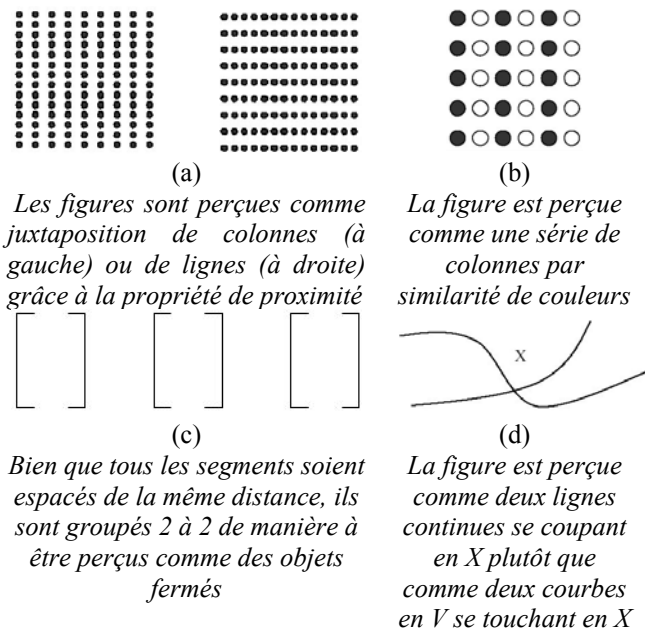 (a)
Les figures sont perçues comme
juxtaposition de colonnes (à
gauche) ou de lignes (à droite)
grâce à la propriété de proximité
(b)
La figure est perçue
comme une série de
colonnes par
similarité de couleurs
(c)
Bien que tous les segments soient
espacés de la même distance, ils
sont groupés 2 à 2 de manière à
être perçus comme des objets
fermés
X
(d)
La figure est perçue
comme deux lignes
continues se coupant
en X plutôt que
comme deux courbes
en V se touchant en X